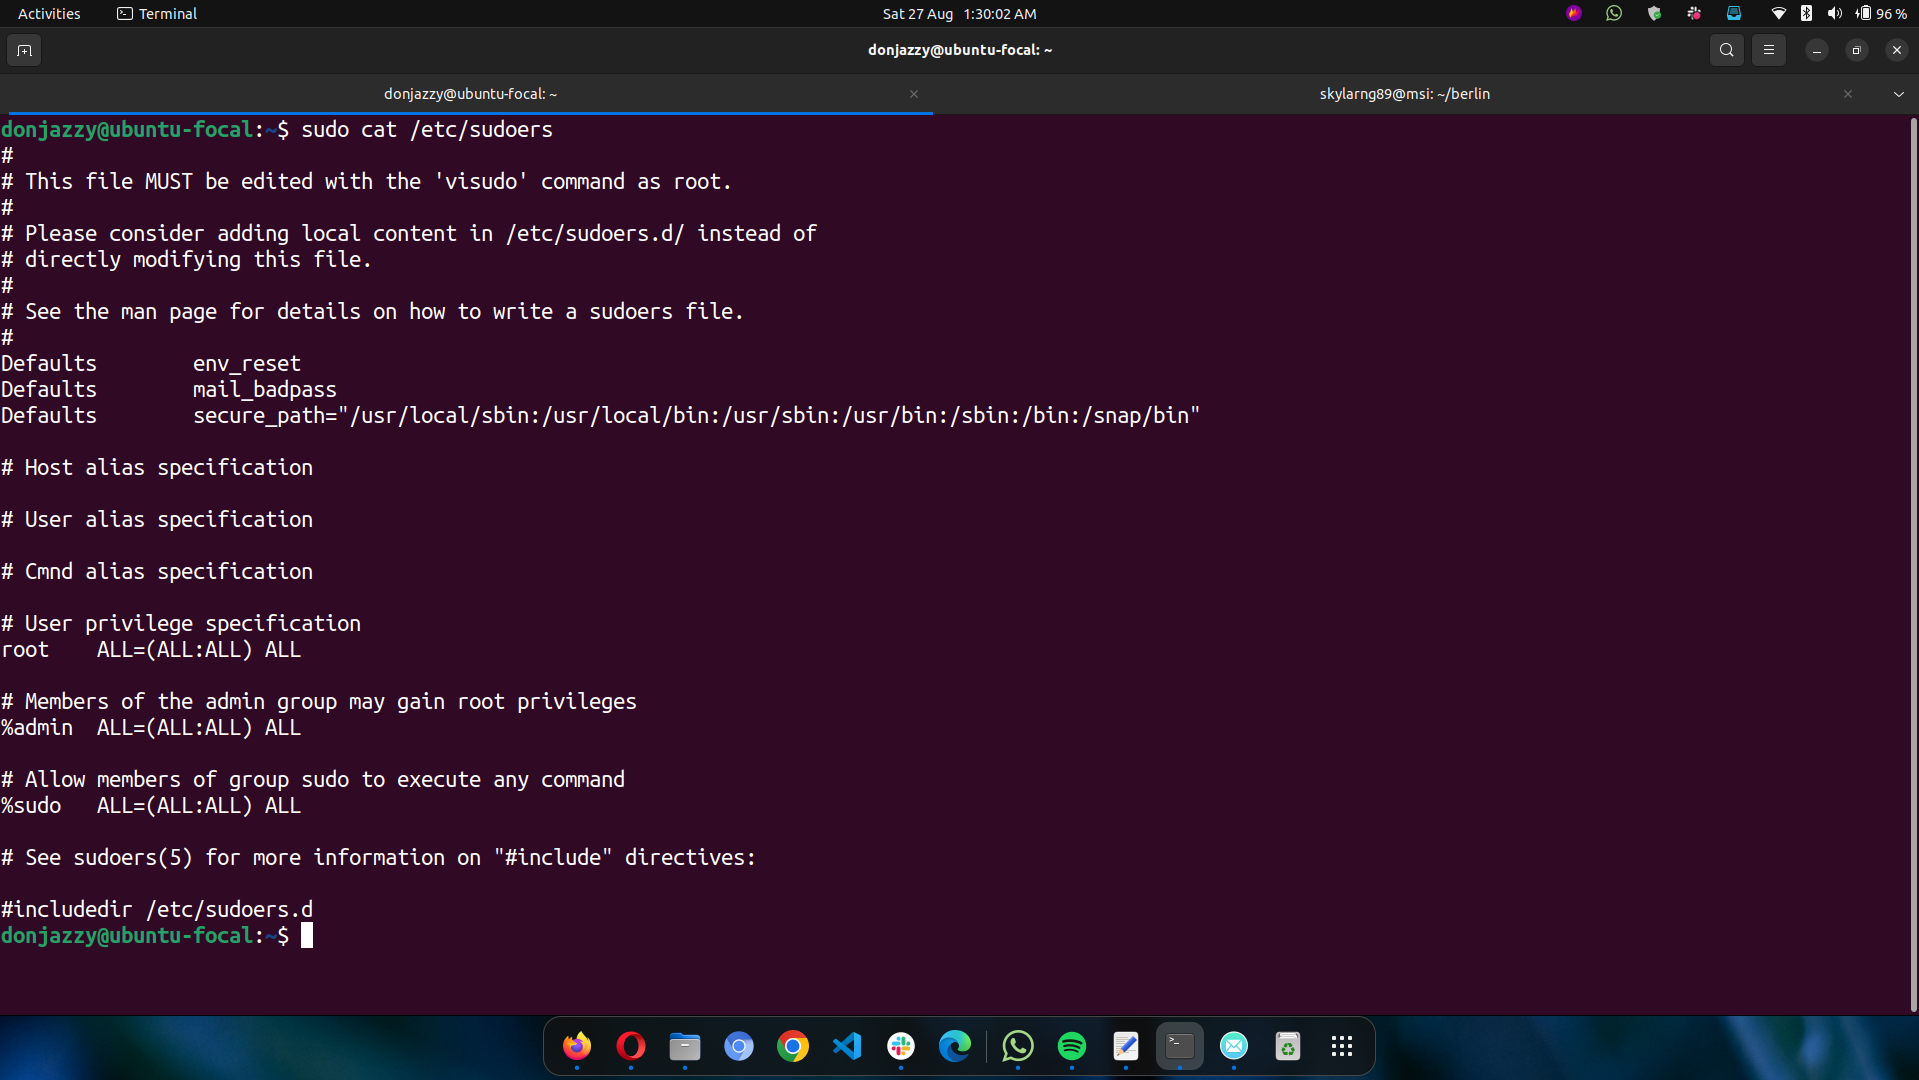 Activities Terminal Sat 27 Aug 1:30:02 AM 96 %
donjazzy@ubuntu-focal: ~
donjazzy@ubuntu-focal: ~ skylarng89@msi: ~/berlin
donjazzy@ubuntu-focal:~$ sudo cat /etc/sudoers
#
# This file MUST be edited with the 'visudo' command as root.
#
# Please consider adding local content in /etc/sudoers.d/ instead of
# directly modifying this file.
#
# See the man page for details on how to write a sudoers file.
#
Defaults        env_reset
Defaults        mail_badpass
Defaults        secure_path="/usr/local/sbin:/usr/local/bin:/usr/sbin:/usr/bin:/sbin:/bin:/snap/bin"

# Host alias specification

# User alias specification

# Cmnd alias specification

# User privilege specification
root    ALL=(ALL:ALL) ALL

# Members of the admin group may gain root privileges
%admin  ALL=(ALL:ALL) ALL

# Allow members of group sudo to execute any command
%sudo   ALL=(ALL:ALL) ALL

# See sudoers(5) for more information on "#include" directives:

#includedir /etc/sudoers.d
donjazzy@ubuntu-focal:~$